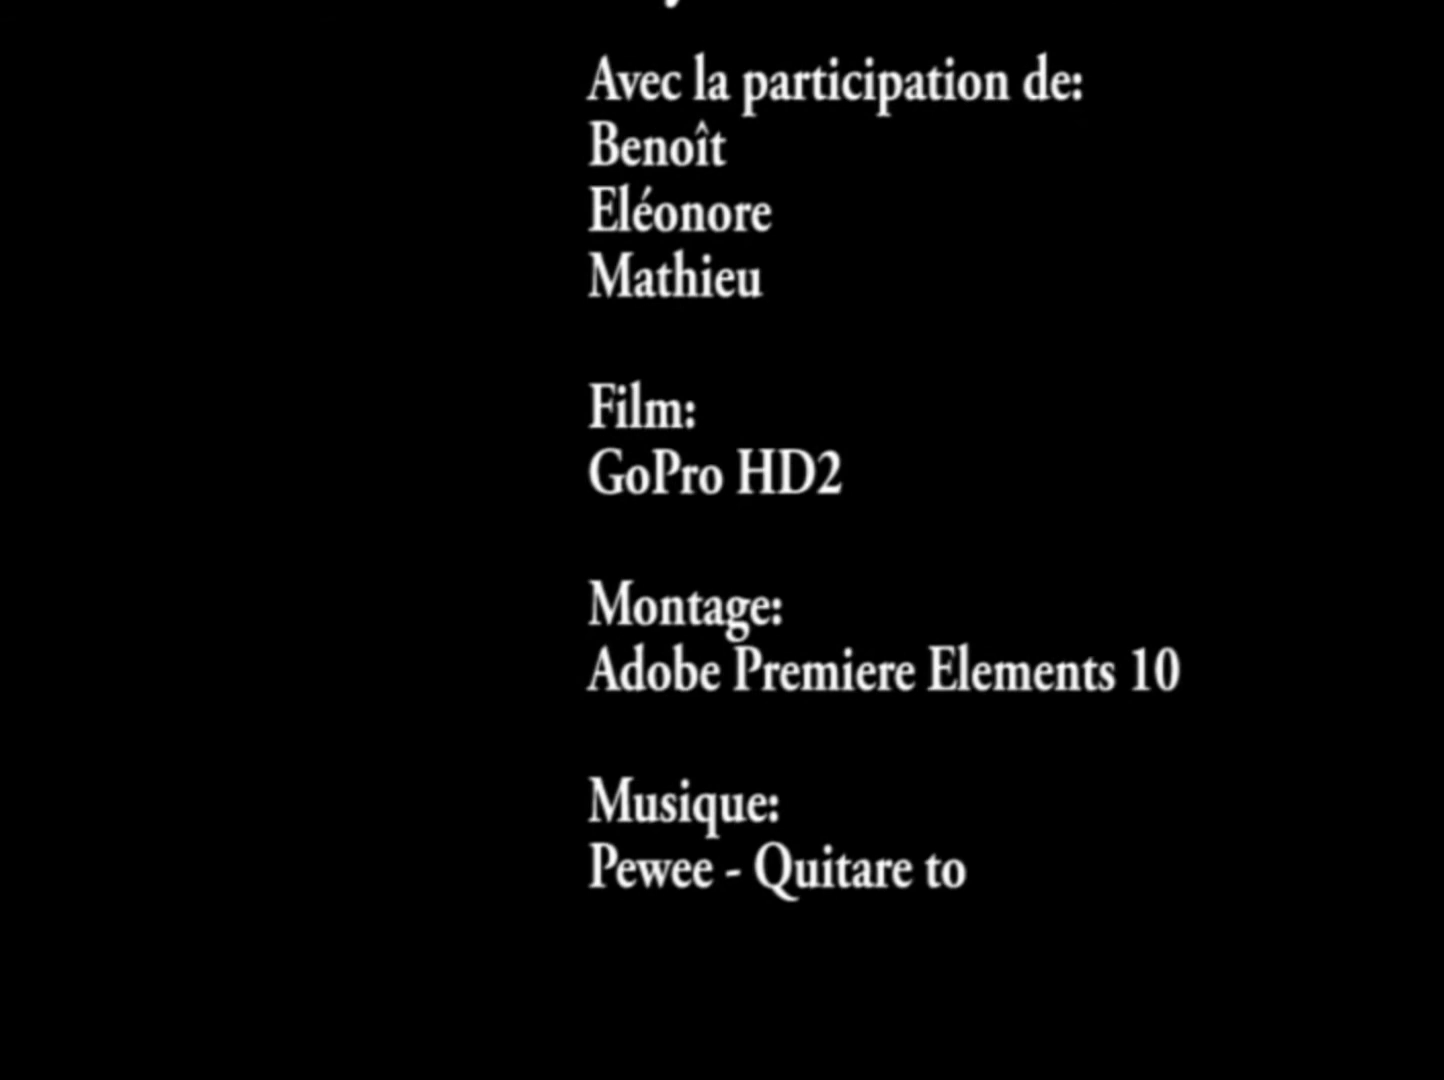 Avec la participation de:
Benoît
Eléonore
Mathieu
Film:
GoPro HD2
Montage:
Adobe Premiere Elements 10
Musique:
Pewee - Quitare to